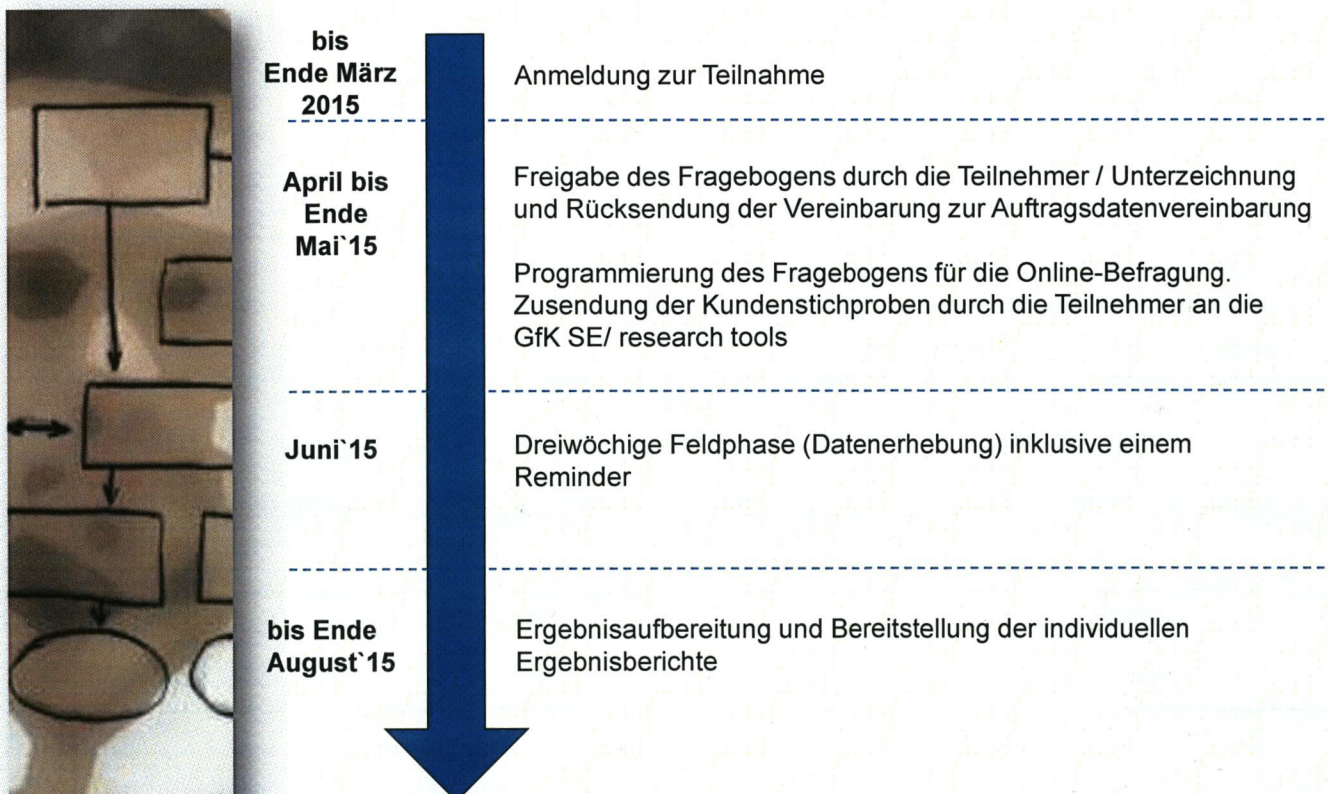 bis
Ende März
2015
Anmeldung zur Teilnahme
April bis
Ende
Mai`15
Freigabe des Fragebogens durch die Teilnehmer / Unterzeichnung
und Rücksendung der Vereinbarung zur Auftragsdatenvereinbarung
Programmierung des Fragebogens für die Online-Befragung.
Zusendung der Kundenstichproben durch die Teilnehmer an die
GfK SE/ research tools
Juni`15
Dreiwöchige Feldphase (Datenerhebung) inklusive einem
Reminder
bis Ende
August`15
Ergebnisaufbereitung und Bereitstellung der individuellen
Ergebnisberichte